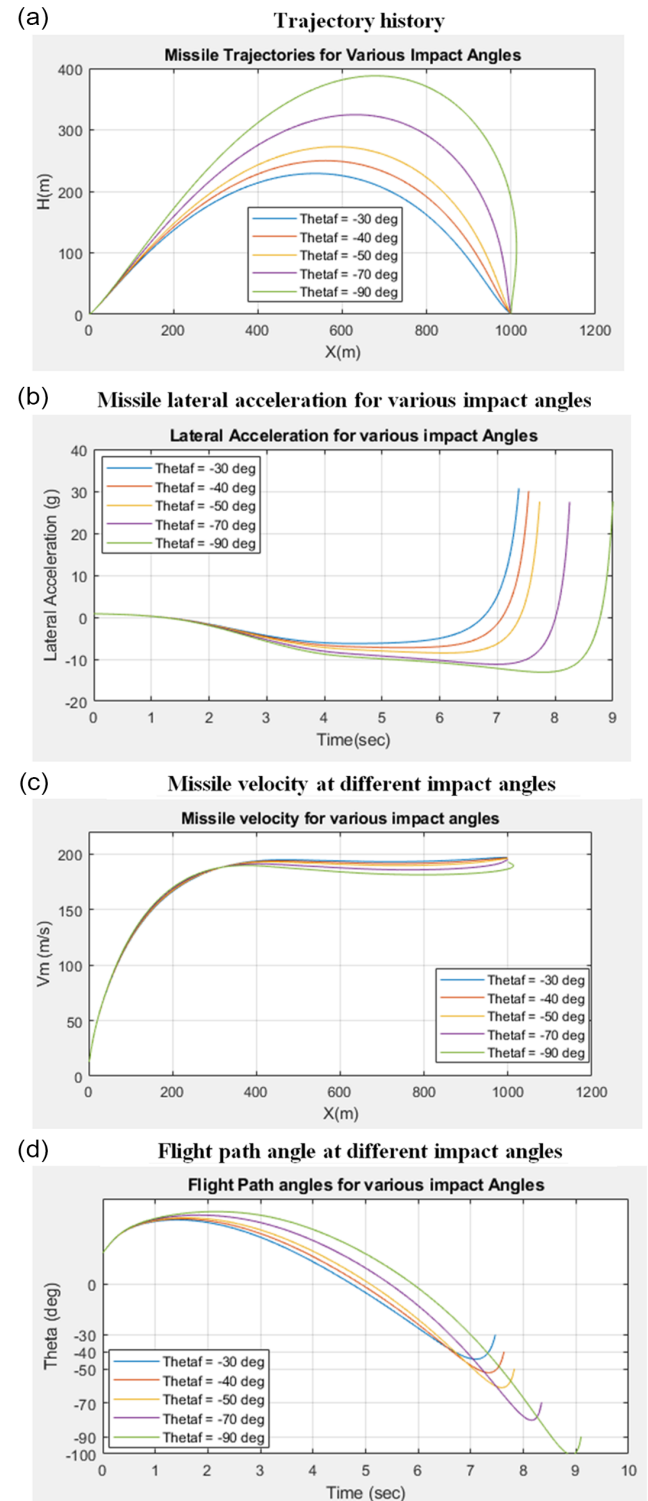 (a) Trajectory history
Missile Trajectories for Various Impact Angles
400
300
200
100
0
H(m)
Thetaf = -30 deg
Thetaf = -40 deg
Thetaf = -50 deg
Thetaf = -70 deg
Thetaf = -90 deg
0 200 400 600 800 1000 1200
X(m)
(b) Missile lateral acceleration for various impact angles
Lateral Acceleration for various impact Angles
40
30
20
10
0
-10
-20
Lateral Acceleration (g)
Thetaf = -30 deg
Thetaf = -40 deg
Thetaf = -50 deg
Thetaf = -70 deg
Thetaf = -90 deg
0 1 2 3 4 5 6 7 8 9
Time(sec)
(c) Missile velocity at different impact angles
Missile velocity for various impact angles
200
150
100
50
0
Vm (m/s)
Thetaf = -30 deg
Thetaf = -40 deg
Thetaf = -50 deg
Thetaf = -70 deg
Thetaf = -90 deg
0 200 400 600 800 1000 1200
X(m)
(d) Flight path angle at different impact angles
Flight Path angles for various impact Angles
0
-30
-40
-50
-70
-90
-100
Theta (deg)
Thetaf = -30 deg
Thetaf = -40 deg
Thetaf = -50 deg
Thetaf = -70 deg
Thetaf = -90 deg
0 1 2 3 4 5 6 7 8 9 10
Time (sec)